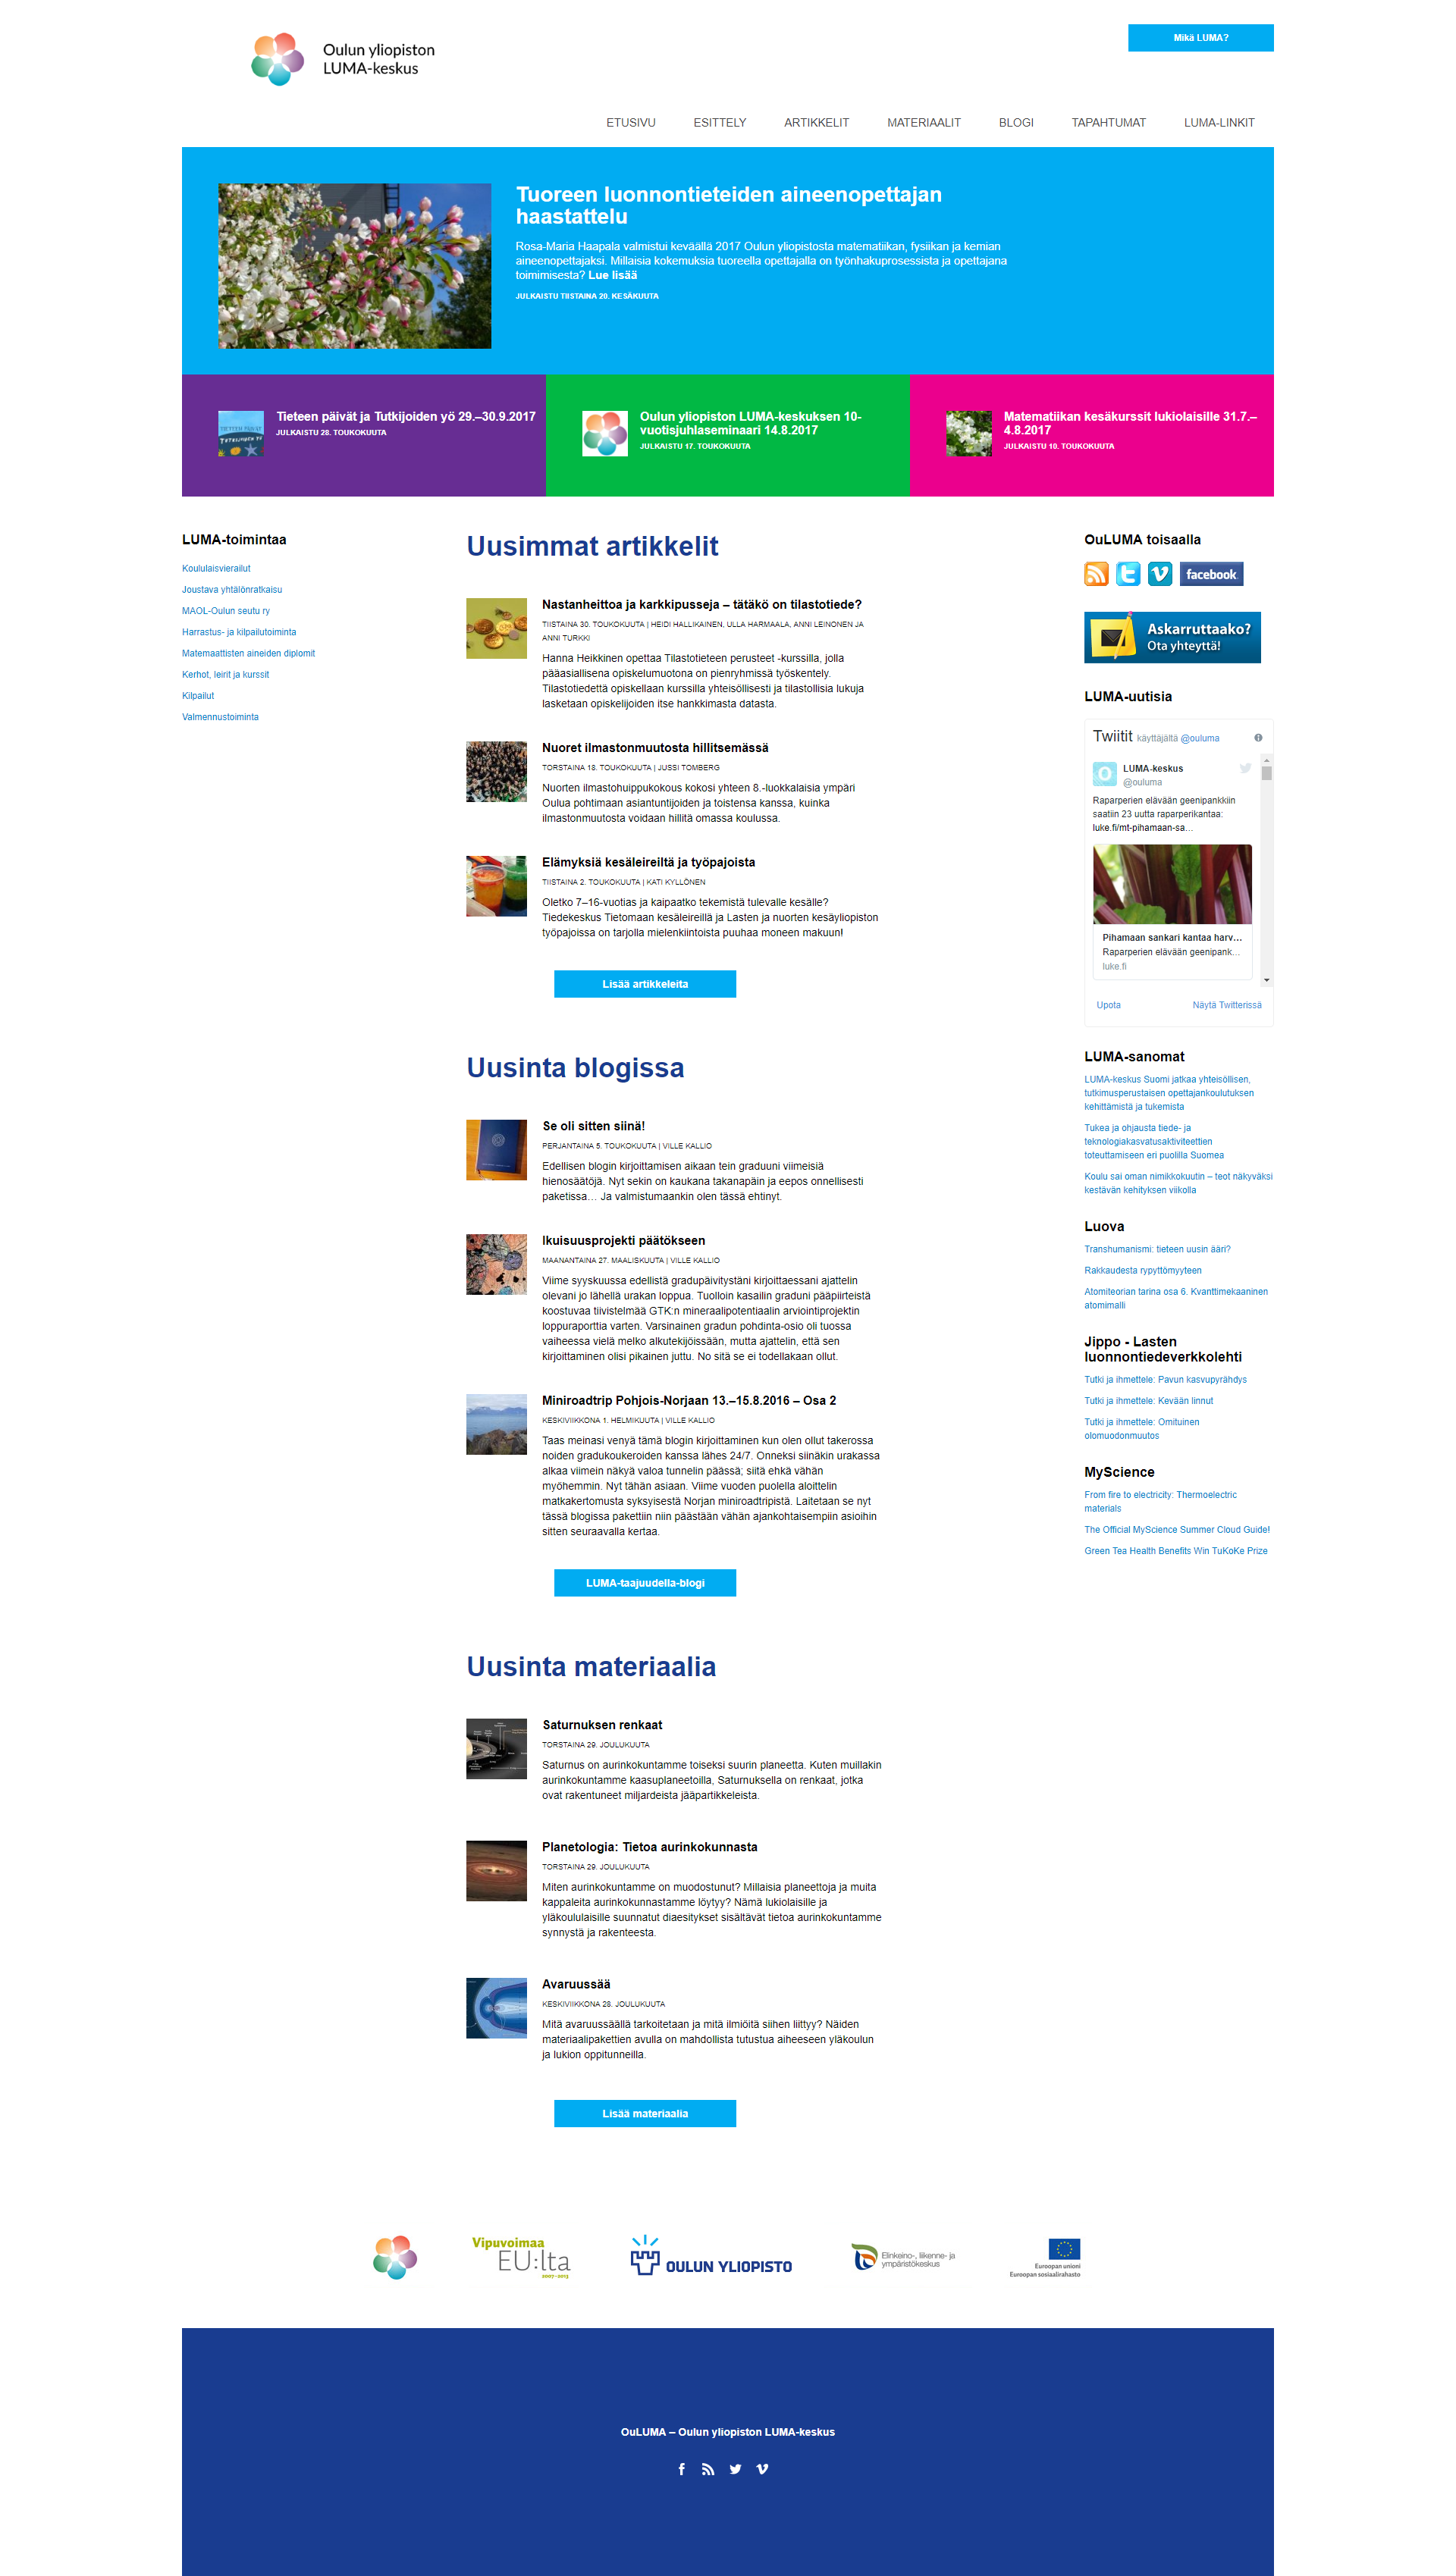 Oulun yliopiston
LUMA-keskus
Mikä LUMA?
ETUSIVU
ESITTELY
ARTIKKELIT
MATERIAALIT
BLOGI
TAPAHTUMAT
LUMA-LINKIT
Tuoreen luonnontieteiden aineenopettajan
haastattelu
Rosa-Maria Haapala valmistui keväällä 2017 Oulun yliopistosta matematiikan, fysiikan ja kemian
aineenopettajaksi. Millaisia kokemuksia tuoreella opettajalla on työnhakuprosessista ja opettajana
toimimisesta? Lue lisää
JULKAISTU TIISTAINA 20. KESÄKUUTA
TIETEEN PÄIVÄT
TUTKIJOIDEN YÖ
Tieteen päivät ja Tutkijoiden yö 29.–30.9.2017
JULKAISTU 28. TOUKOKUUTA
Oulun yliopiston LUMA-keskuksen 10-
vuotisjuhlaseminaari 14.8.2017
JULKAISTU 17. TOUKOKUUTA
Matematiikan kesäkurssit lukiolaisille 31.7.–
4.8.2017
JULKAISTU 10. TOUKOKUUTA
LUMA-toimintaa
Koululaisvierailut
Joustava yhtälönratkaisu
MAOL-Oulun seutu ry
Harrastus- ja kilpailutoiminta
Matemaattisten aineiden diplomit
Kerhot, leirit ja kurssit
Kilpailut
Valmennustoiminta
Uusimmat artikkelit
Nastanheittoa ja karkkipusseja – tätäkö on tilastotiede?
TIISTAINA 30. TOUKOKUUTA | HEIDI HALLIKAINEN, ULLA HARMAALA, ANNI LEINONEN JA
ANNI TURKKI
Hanna Heikkinen opettaa Tilastotieteen perusteet -kurssilla, jolla
pääasiallisena opiskelumuotona on pienryhmissä työskentely.
Tilastotiedettä opiskellaan kurssilla yhteisöllisesti ja tilastollisia lukuja
lasketaan opiskelijoiden itse hankkimasta datasta.
Nuoret ilmastonmuutosta hillitsemässä
TORSTAINA 18. TOUKOKUUTA | JUSSI TOMBERG
Nuorten ilmastohuippukokous kokosi yhteen 8.-luokkalaisia ympäri
Oulua pohtimaan asiantuntijoiden ja toistensa kanssa, kuinka
ilmastonmuutosta voidaan hillitä omassa koulussa.
Elämyksiä kesäleireiltä ja työpajoista
TIISTAINA 2. TOUKOKUUTA | KATI KYLLÖNEN
Oletko 7–16-vuotias ja kaipaatko tekemistä tulevalle kesälle?
Tiedekeskus Tietomaan kesäleireillä ja Lasten ja nuorten kesäyliopiston
työpajoissa on tarjolla mielenkiintoista puuhaa moneen makuun!
Lisää artikkeleita
Uusinta blogissa
Se oli sitten siinä!
PERJANTAINA 5. TOUKOKUUTA | VILLE KALLIO
Edellisen blogin kirjoittamisen aikaan tein graduuni viimeisiä
hienosäätöjä. Nyt sekin on kaukana takanapäin ja eepos onnellisesti
paketissa… Ja valmistumaankin olen tässä ehtinyt.
Ikuisuusprojekti päätökseen
MAANANTAINA 27. MAALISKUUTA | VILLE KALLIO
Viime syyskuussa edellistä gradupäivitystäni kirjoittaessani ajattelin
olevani jo lähellä urakan loppua. Tuolloin kasailin graduni pääpiirteistä
koostuvaa tiivistelmää GTK:n mineraalipotentiaalin arviointiprojektin
loppuraporttia varten. Varsinainen gradun pohdinta-osio oli tuossa
vaiheessa vielä melko alkutekijöissään, mutta ajattelin, että sen
kirjoittaminen olisi pikainen juttu. No sitä se ei todellakaan ollut.
Miniroadtrip Pohjois-Norjaan 13.–15.8.2016 – Osa 2
KESKIVIIKKONA 1. HELMIKUUTA | VILLE KALLIO
Taas meinasi venyä tämä blogin kirjoittaminen kun olen ollut takerossa
noiden gradukoukeroiden kanssa lähes 24/7. Onneksi siinäkin urakassa
alkaa viimein näkyä valoa tunnelin päässä; siitä ehkä vähän
myöhemmin. Nyt tähän asiaan. Viime vuoden puolella aloittelin
matkakertomusta syksyisestä Norjan miniroadtripistä. Laitetaan se nyt
tässä blogissa pakettiin niin päästään vähän ajankohtaisempiin asioihin
sitten seuraavalla kertaa.
LUMA-taajuudella-blogi
Uusinta materiaalia
Saturnuksen renkaat
TORSTAINA 29. JOULUKUUTA
Saturnus on aurinkokuntamme toiseksi suurin planeetta. Kuten muillakin
aurinkokuntamme kaasuplaneetoilla, Saturnuksella on renkaat, jotka
ovat rakentuneet miljardeista jääpartikkeleista.
Planetologia: Tietoa aurinkokunnasta
TORSTAINA 29. JOULUKUUTA
Miten aurinkokuntamme on muodostunut? Millaisia planeettoja ja muita
kappaleita aurinkokunnastamme löytyy? Nämä lukiolaisille ja
yläkoululaisille suunnatut diaesitykset sisältävät tietoa aurinkokuntamme
synnystä ja rakenteesta.
Avaruussää
KESKIVIIKKONA 28. JOULUKUUTA
Mitä avaruussäällä tarkoitetaan ja mitä ilmiöitä siihen liittyy? Näiden
materiaalipakettien avulla on mahdollista tutustua aiheeseen yläkoulun
ja lukion oppitunneilla.
Lisää materiaalia
OuLUMA toisaalla
facebook
Askarruttaako?
Ota yhteyttä!
LUMA-uutisia
Twiitit käyttäjältä @ouluma
LUMA-keskus
@ouluma
Raparperien elävään geenipankkiin
saatiin 23 uutta raparperikantaa:
luke.fi/mt-pihamaan-sa…
Pihamaan sankari kantaa harv…
Raparperien elävään geenipank…
luke.fi
Upota
Näytä Twitterissä
LUMA-sanomat
LUMA-keskus Suomi jatkaa yhteisöllisen,
tutkimusperustaisen opettajankoulutuksen
kehittämistä ja tukemista
Tukea ja ohjausta tiede- ja
teknologiakasvatusaktiviteettien
toteuttamiseen eri puolilla Suomea
Koulu sai oman nimikkokuutin – teot näkyväksi
kestävän kehityksen viikolla
Luova
Transhumanismi: tieteen uusin ääri?
Rakkaudesta rypyttömyyteen
Atomiteorian tarina osa 6. Kvanttimekaaninen
atomimalli
Jippo - Lasten
luonnontiedeverkkolehti
Tutki ja ihmettele: Pavun kasvupyrähdys
Tutki ja ihmettele: Kevään linnut
Tutki ja ihmettele: Omituinen
olomuodonmuutos
MyScience
From fire to electricity: Thermoelectric
materials
The Official MyScience Summer Cloud Guide!
Green Tea Health Benefits Win TuKoKe Prize
Vipuvoimaa
EU:lta
2007-2013
OULUN YLIOPISTO
Elinkeino-, liikenne- ja
ympäristökeskus
Euroopan unioni
Euroopan sosiaalirahasto
OuLUMA – Oulun yliopiston LUMA-keskus